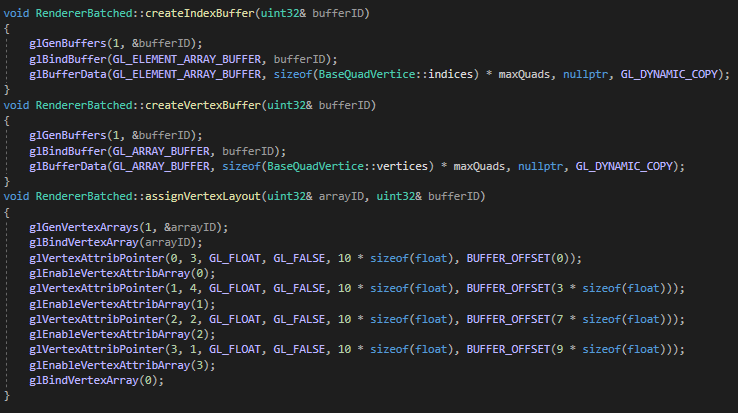 void RendererBatched::createIndexBuffer(uint32& bufferID)
{
glGenBuffers(1, &bufferID);
glBindBuffer(GL_ELEMENT_ARRAY_BUFFER, bufferID);
glBufferData(GL_ELEMENT_ARRAY_BUFFER, sizeof(BaseQuadVertice::indices) * maxQuads, nullptr, GL_DYNAMIC_COPY);
}
void RendererBatched::createVertexBuffer(uint32& bufferID)
{
glGenBuffers(1, &bufferID);
glBindBuffer(GL_ARRAY_BUFFER, bufferID);
glBufferData(GL_ARRAY_BUFFER, sizeof(BaseQuadVertice::vertices) * maxQuads, nullptr, GL_DYNAMIC_COPY);
}
void RendererBatched::assignVertexLayout(uint32& arrayID, uint32& bufferID)
{
glGenVertexArrays(1, &arrayID);
glBindVertexArray(arrayID);
glVertexAttribPointer(0, 3, GL_FLOAT, GL_FALSE, 10 * sizeof(float), BUFFER_OFFSET(0));
glEnableVertexAttribArray(0);
glVertexAttribPointer(1, 4, GL_FLOAT, GL_FALSE, 10 * sizeof(float), BUFFER_OFFSET(3 * sizeof(float)));
glEnableVertexAttribArray(1);
glVertexAttribPointer(2, 2, GL_FLOAT, GL_FALSE, 10 * sizeof(float), BUFFER_OFFSET(7 * sizeof(float)));
glEnableVertexAttribArray(2);
glVertexAttribPointer(3, 1, GL_FLOAT, GL_FALSE, 10 * sizeof(float), BUFFER_OFFSET(9 * sizeof(float)));
glEnableVertexAttribArray(3);
glBindVertexArray(0);
}